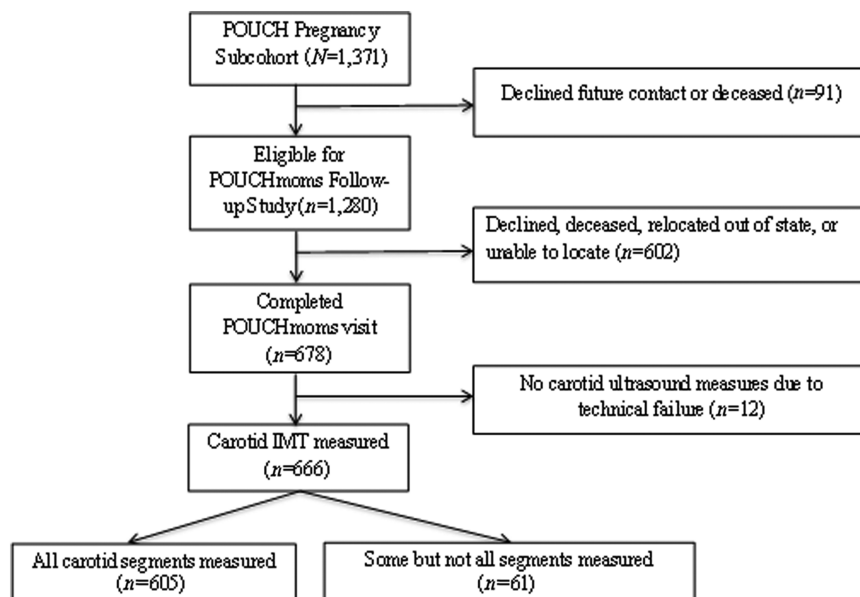 POUCH Pregnancy
Subcohort (N=1,371)
Declined future contact or deceased (n=91)
Eligible for
POUCHmoms Follow-
up Study (n=1,280)
Declined, deceased, relocated out of state, or
unable to locate (n=602)
Completed
POUCHmoms visit
(n=678)
No carotid ultrasound measures due to
technical failure (n=12)
Carotid IMT measured
(n=666)
All carotid segments measured
(n=605)
Some but not all segments measured
(n=61)